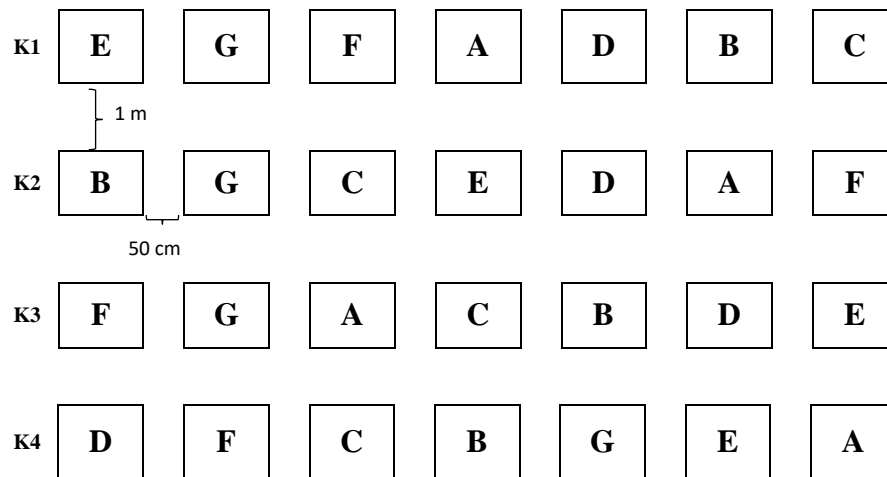 K1 E G F A D B C
1 m
K2 B G C E D A F
50 cm
K3 F G A C B D E
K4 D F C B G E A